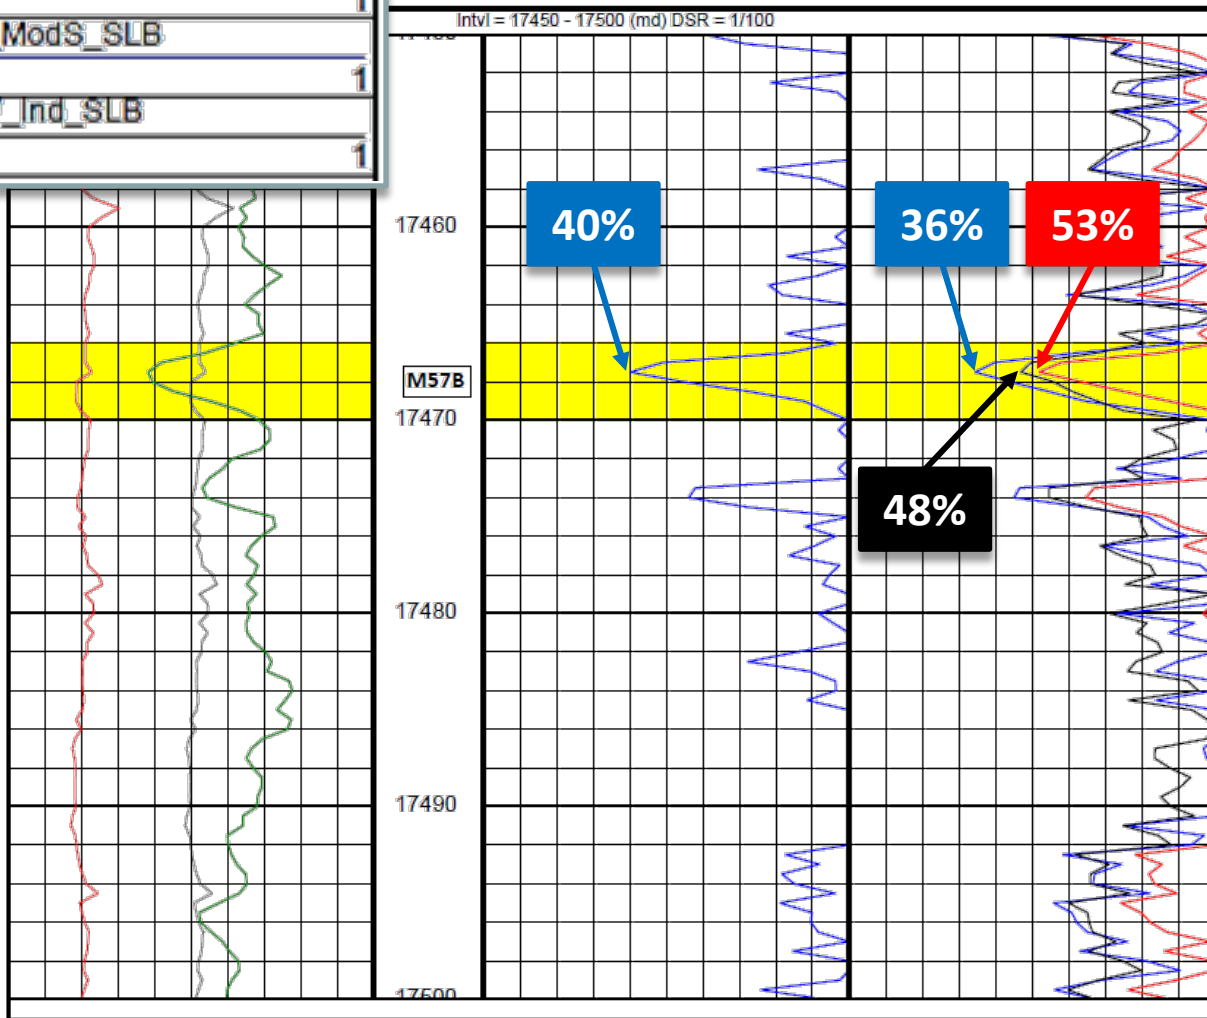 1
Intvl = 17450 - 17500 (md) DSR = 1/100
ModS_SLB
1
_Ind_SLB
1
17460
40%
36%
53%
M57B
17470
48%
17480
17490